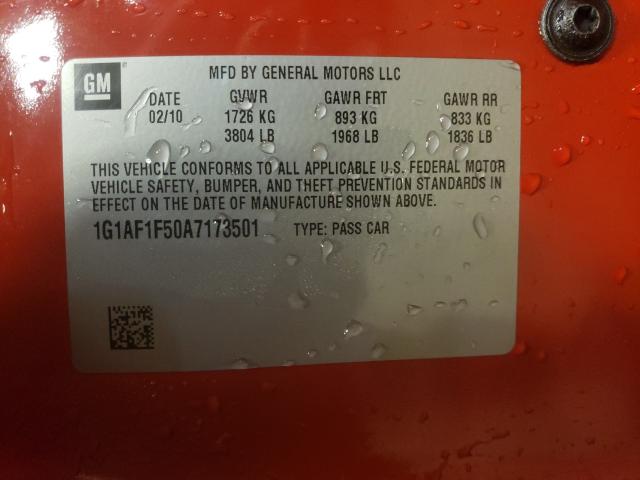 GM
MFD BY GENERAL MOTORS LLC
DATE GVWR GAWR FRT GAWR RR
02/10 1726 KG 893 KG 833 KG
3804 LB 1968 LB 1836 LB
THIS VEHICLE CONFORMS TO ALL APPLICABLE U.S. FEDERAL MOTOR
VEHICLE SAFETY, BUMPER, AND THEFT PREVENTION STANDARDS IN
EFFECT ON THE DATE OF MANUFACTURE SHOWN ABOVE.
1G1AF1F50A7173501 TYPE: PASS CAR